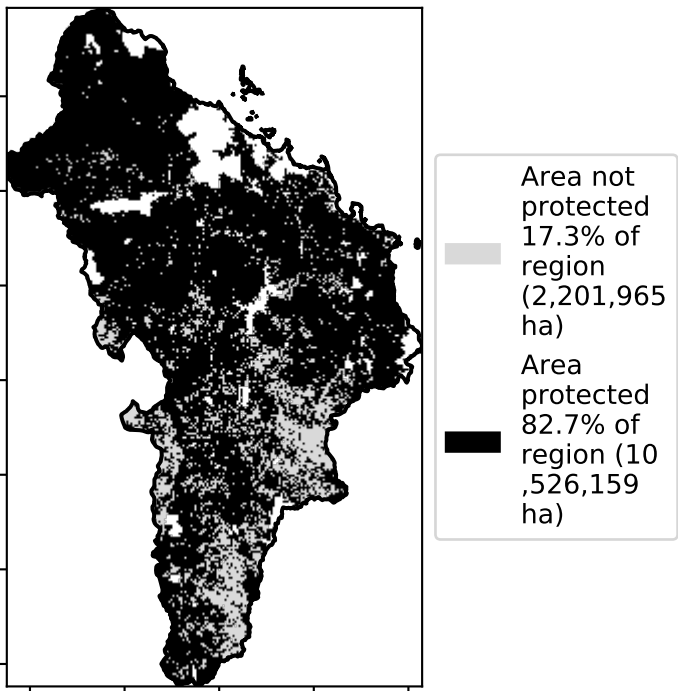 Area not
protected
17.3% of
region
(2,201,965
ha)
Area
protected
82.7% of
region (10
,526,159
ha)